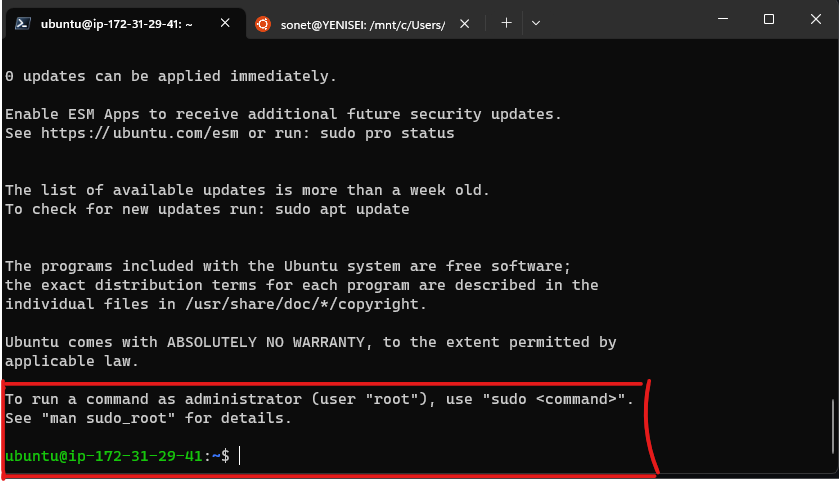 ubuntu@ip-172-31-29-41: ~
sonet@YENISEI: /mnt/c/Users/
0 updates can be applied immediately.
Enable ESM Apps to receive additional future security updates.
See https://ubuntu.com/esm or run: sudo pro status
The list of available updates is more than a week old.
To check for new updates run: sudo apt update
The programs included with the Ubuntu system are free software;
the exact distribution terms for each program are described in the
individual files in /usr/share/doc/*/copyright.
Ubuntu comes with ABSOLUTELY NO WARRANTY, to the extent permitted by
applicable law.
To run a command as administrator (user "root"), use "sudo <command>".
See "man sudo_root" for details.
ubuntu@ip-172-31-29-41:~$